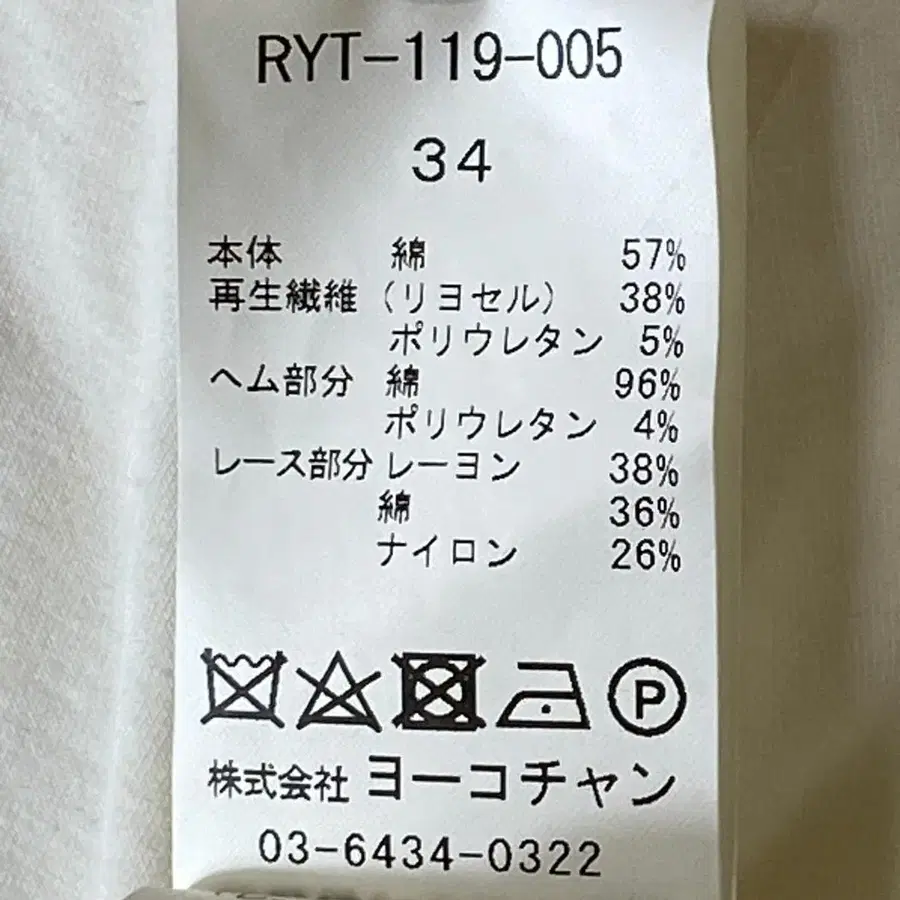 RYT-119-005
34
本体 綿 57%
再生繊維 (リヨセル) 38%
ポリウレタン 5%
ヘム部分 綿 96%
ポリウレタン 4%
レース部分 レーヨン 38%
綿 36%
ナイロン 26%
P
株式会社 ヨーコチャン
03-6434-0322